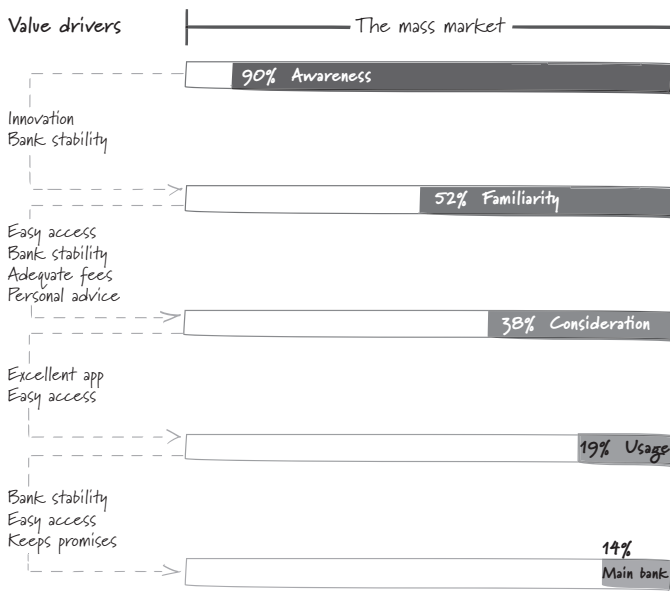 Value drivers
The mass market
90% Awareness
Innovation
Bank stability
52% Familiarity
Easy access
Bank stability
Adequate fees
Personal advice
38% Consideration
Excellent app
Easy access
19% Usage
Bank stability
Easy access
Keeps promises
14%
Main bank